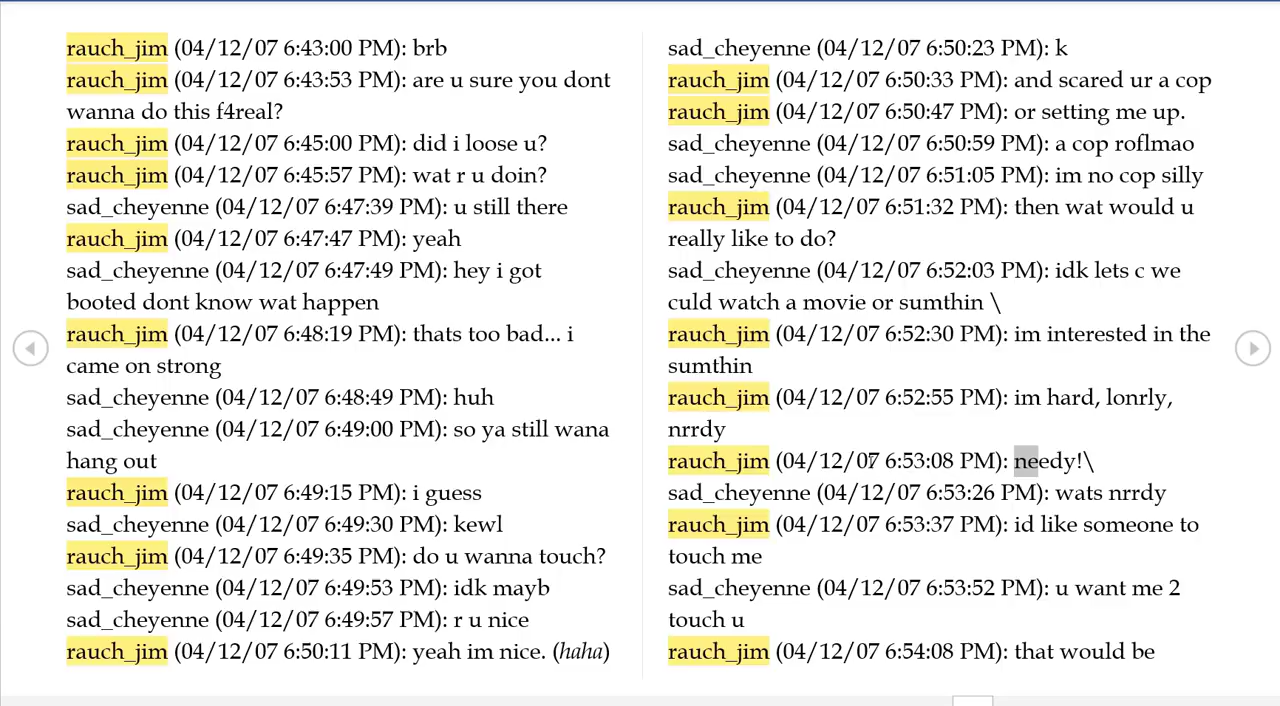 rauch_jim (04/12/07 6:43:00 PM): brb
rauch_jim (04/12/07 6:43:53 PM): are u sure you dont
wanna do this f4real?
rauch_jim (04/12/07 6:45:00 PM): did i loose u?
rauch_jim (04/12/07 6:45:57 PM): wat r u doin?
sad_cheyenne (04/12/07 6:47:39 PM): u still there
rauch_jim (04/12/07 6:47:47 PM): yeah
sad_cheyenne (04/12/07 6:47:49 PM): hey i got
booted dont know wat happen
rauch_jim (04/12/07 6:48:19 PM): thats too bad... i
came on strong
sad_cheyenne (04/12/07 6:48:49 PM): huh
sad_cheyenne (04/12/07 6:49:00 PM): so ya still wana
hang out
rauch_jim (04/12/07 6:49:15 PM): i guess
sad_cheyenne (04/12/07 6:49:30 PM): kewl
rauch_jim (04/12/07 6:49:35 PM): do u wanna touch?
sad_cheyenne (04/12/07 6:49:53 PM): idk mayb
sad_cheyenne (04/12/07 6:49:57 PM): r u nice
rauch_jim (04/12/07 6:50:11 PM): yeah im nice. (haha)
sad_cheyenne (04/12/07 6:50:23 PM): k
rauch_jim (04/12/07 6:50:33 PM): and scared ur a cop
rauch_jim (04/12/07 6:50:47 PM): or setting me up.
sad_cheyenne (04/12/07 6:50:59 PM): a cop roflmao
sad_cheyenne (04/12/07 6:51:05 PM): im no cop silly
rauch_jim (04/12/07 6:51:32 PM): then wat would u
really like to do?
sad_cheyenne (04/12/07 6:52:03 PM): idk lets c we
culd watch a movie or sumthin \
rauch_jim (04/12/07 6:52:30 PM): im interested in the
sumthin
rauch_jim (04/12/07 6:52:55 PM): im hard, lonrly,
nrrdy
rauch_jim (04/12/07 6:53:08 PM): needy!\
sad_cheyenne (04/12/07 6:53:26 PM): wats nrrdy
rauch_jim (04/12/07 6:53:37 PM): id like someone to
touch me
sad_cheyenne (04/12/07 6:53:52 PM): u want me 2
touch u
rauch_jim (04/12/07 6:54:08 PM): that would be